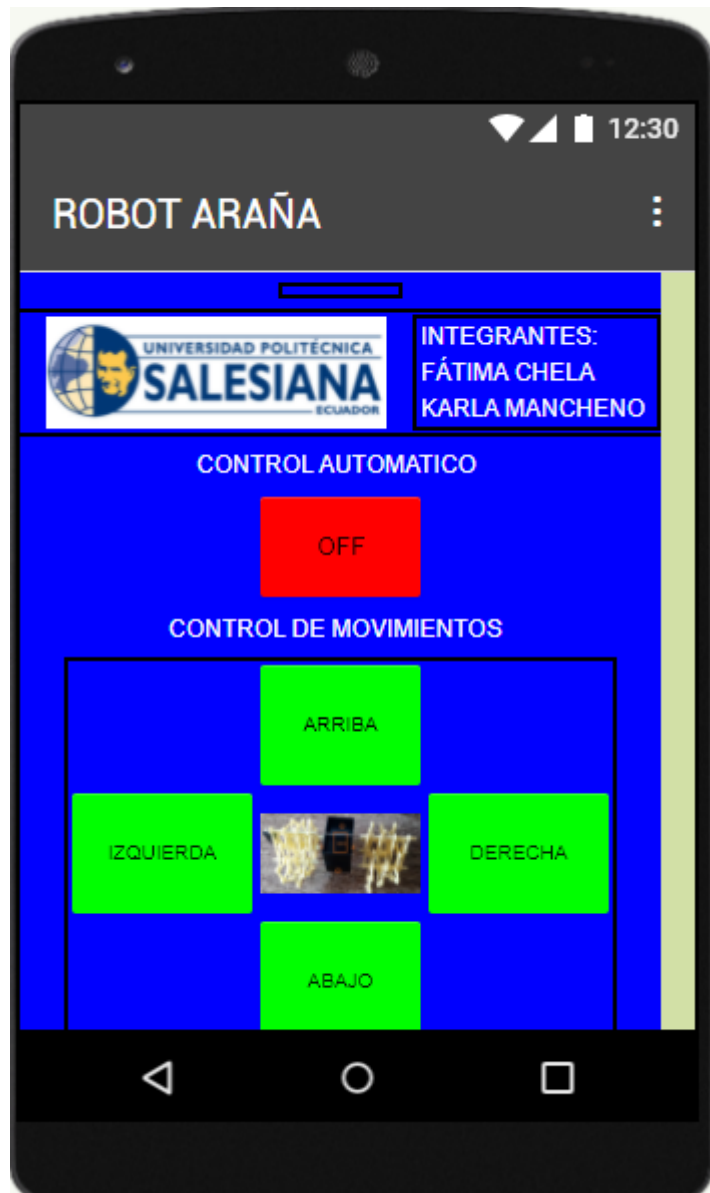 12:30
ROBOT ARAÑA
UNIVERSIDAD POLITÉCNICA
SALESIANA
ECUADOR
INTEGRANTES:
FÁTIMA CHELA
KARLA MANCHENO
CONTROL AUTOMATICO
OFF
CONTROL DE MOVIMIENTOS
ARRIBA
IZQUIERDA
DERECHA
ABAJO